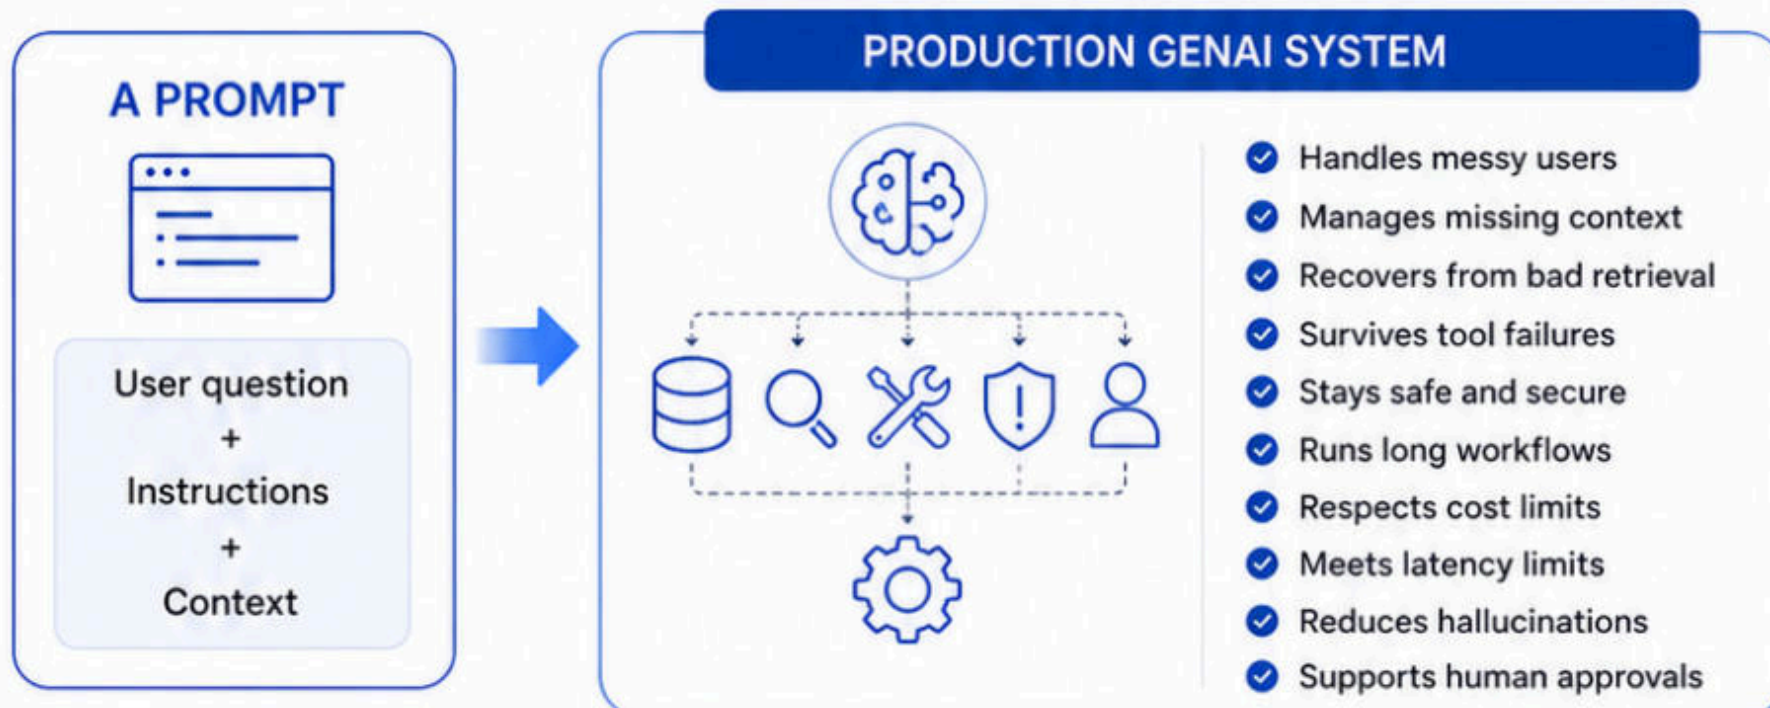 A PROMPT
User question
+
Instructions
+
Context
PRODUCTION GENAI SYSTEM
Handles messy users
Manages missing context
Recovers from bad retrieval
Survives tool failures
Stays safe and secure
Runs long workflows
Respects cost limits
Meets latency limits
Reduces hallucinations
Supports human approvals